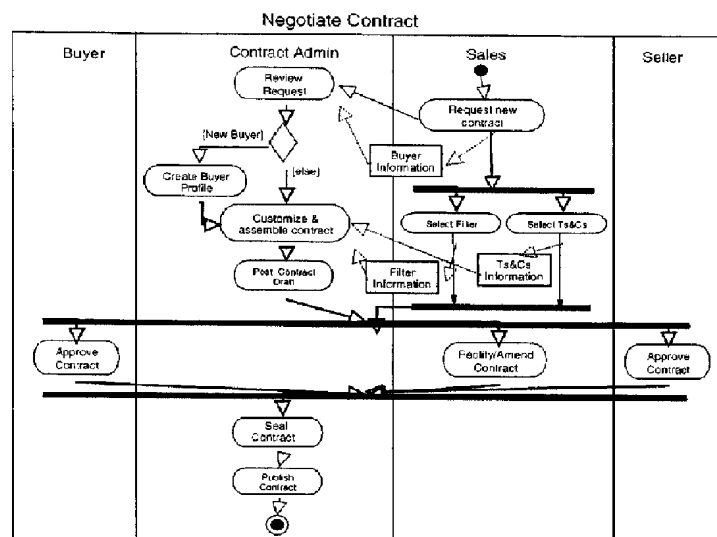 Negotiate Contract
Buyer
Contract Admin
Sales
Seller
Review
Request
Request new
contract
[New Buyer]
Buyer
Information
[else]
Create Buyer
Profile
Customize &
assemble contract
Select Filter
Select Ts&Cs
Post Contract
Draft
Filter
Information
Ts&Cs
Information
Approve
Contract
/Amend
Contract
Approve
Contract
Seal
Contract
Publish
Contract